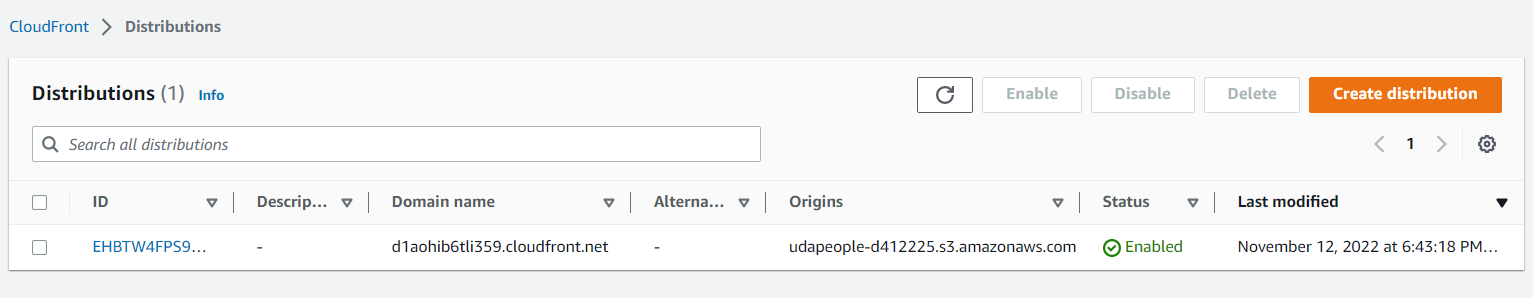 CloudFront > Distributions
Distributions (1) Info
Enable Disable Delete Create distribution
Search all distributions
1
ID Descrip... Domain name Alterna... Origins Status Last modified
EHBTW4FPS9... - d1aohib6tli359.cloudfront.net - udapeople-d412225.s3.amazonaws.com Enabled November 12, 2022 at 6:43:18 PM...